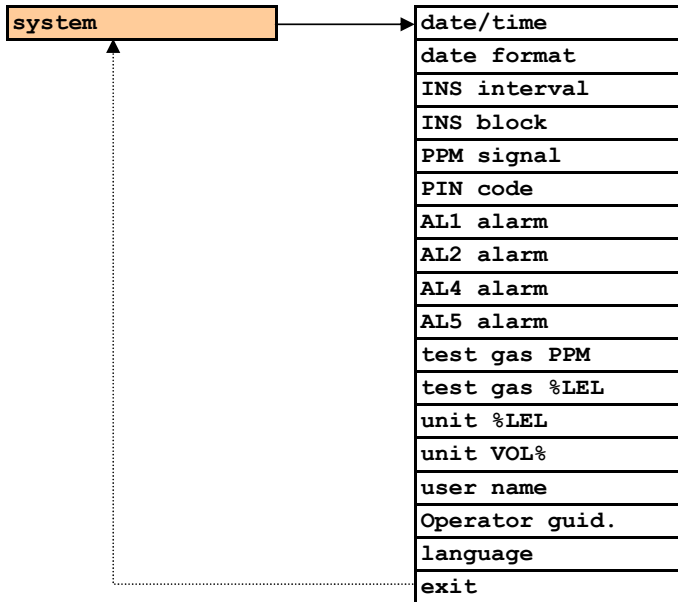 system
date/time
date format
INS interval
INS block
PPM signal
PIN code
AL1 alarm
AL2 alarm
AL4 alarm
AL5 alarm
test gas PPM
test gas %LEL
unit %LEL
unit VOL%
user name
Operator guid.
language
exit